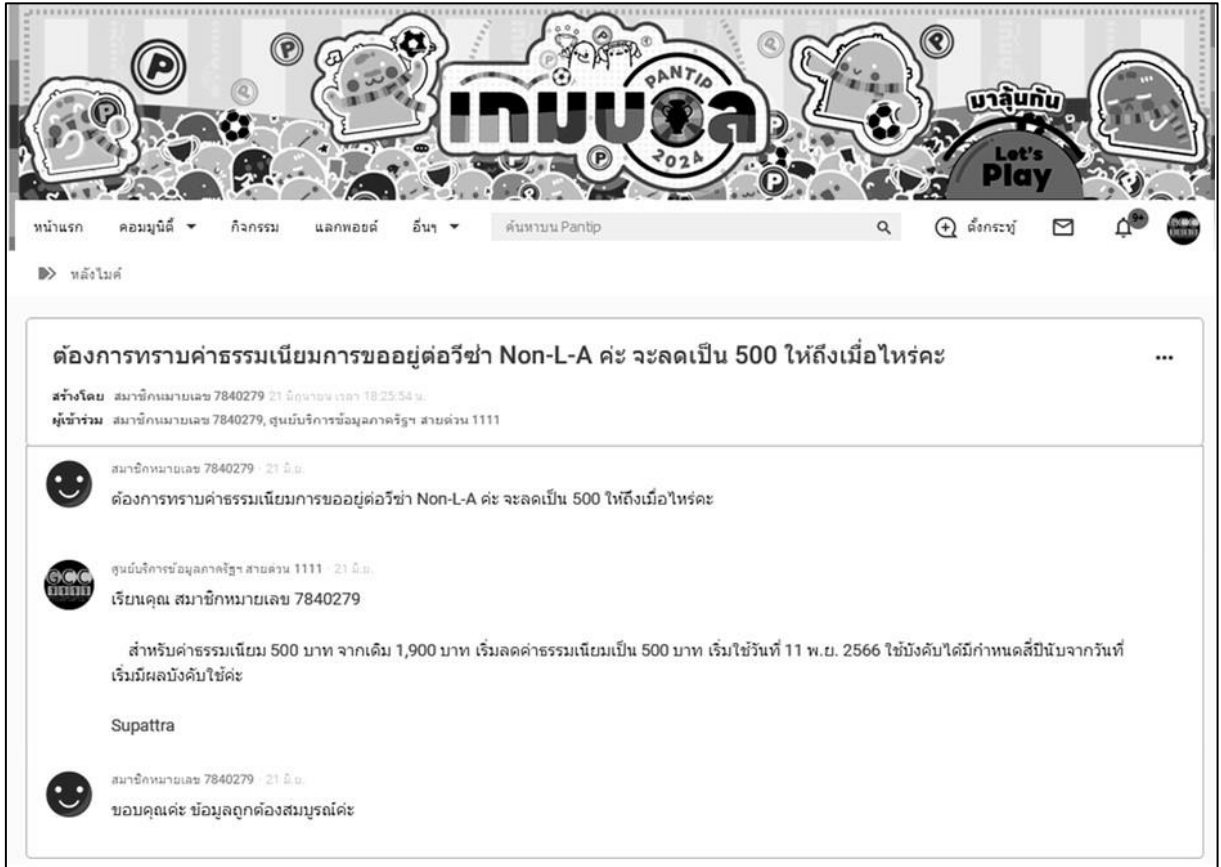 PANTIP
เกมบอล
2024
มาลุ้นกัน
Let's
Play
หน้าแรก คอมมูนิตี้ กิจกรรม แลกพอยต์ อื่นๆ ค้นหาบน Pantip ตั้งกระทู้ 9+
หลังไมค์
ต้องการทราบค่าธรรมเนียมการขออยู่ต่อวีซ่า Non-L-A ค่ะ จะลดเป็น 500 ให้ถึงเมื่อไหร่คะ
สร้างโดย สมาชิกหมายเลข 7840279 21 มิถุนายน เวลา 18:25:54 น.
ผู้เข้าร่วม สมาชิกหมายเลข 7840279, ศูนย์บริการข้อมูลภาครัฐฯ สายด่วน 1111
สมาชิกหมายเลข 7840279 · 21 มิ.ย.
ต้องการทราบค่าธรรมเนียมการขออยู่ต่อวีซ่า Non-L-A ค่ะ จะลดเป็น 500 ให้ถึงเมื่อไหร่คะ
GCC
1111
ศูนย์บริการข้อมูลภาครัฐฯ สายด่วน 1111 · 21 มิ.ย.
เรียนคุณ สมาชิกหมายเลข 7840279
สำหรับค่าธรรมเนียม 500 บาท จากเดิม 1,900 บาท เริ่มลดค่าธรรมเนียมเป็น 500 บาท เริ่มใช้วันที่ 11 พ.ย. 2566 ใช้บังคับได้มีกำหนดสี่ปีนับจากวันที่
เริ่มมีผลบังคับใช้ค่ะ
Supattra
สมาชิกหมายเลข 7840279 · 21 มิ.ย.
ขอบคุณค่ะ ข้อมูลถูกต้องสมบูรณ์ค่ะ